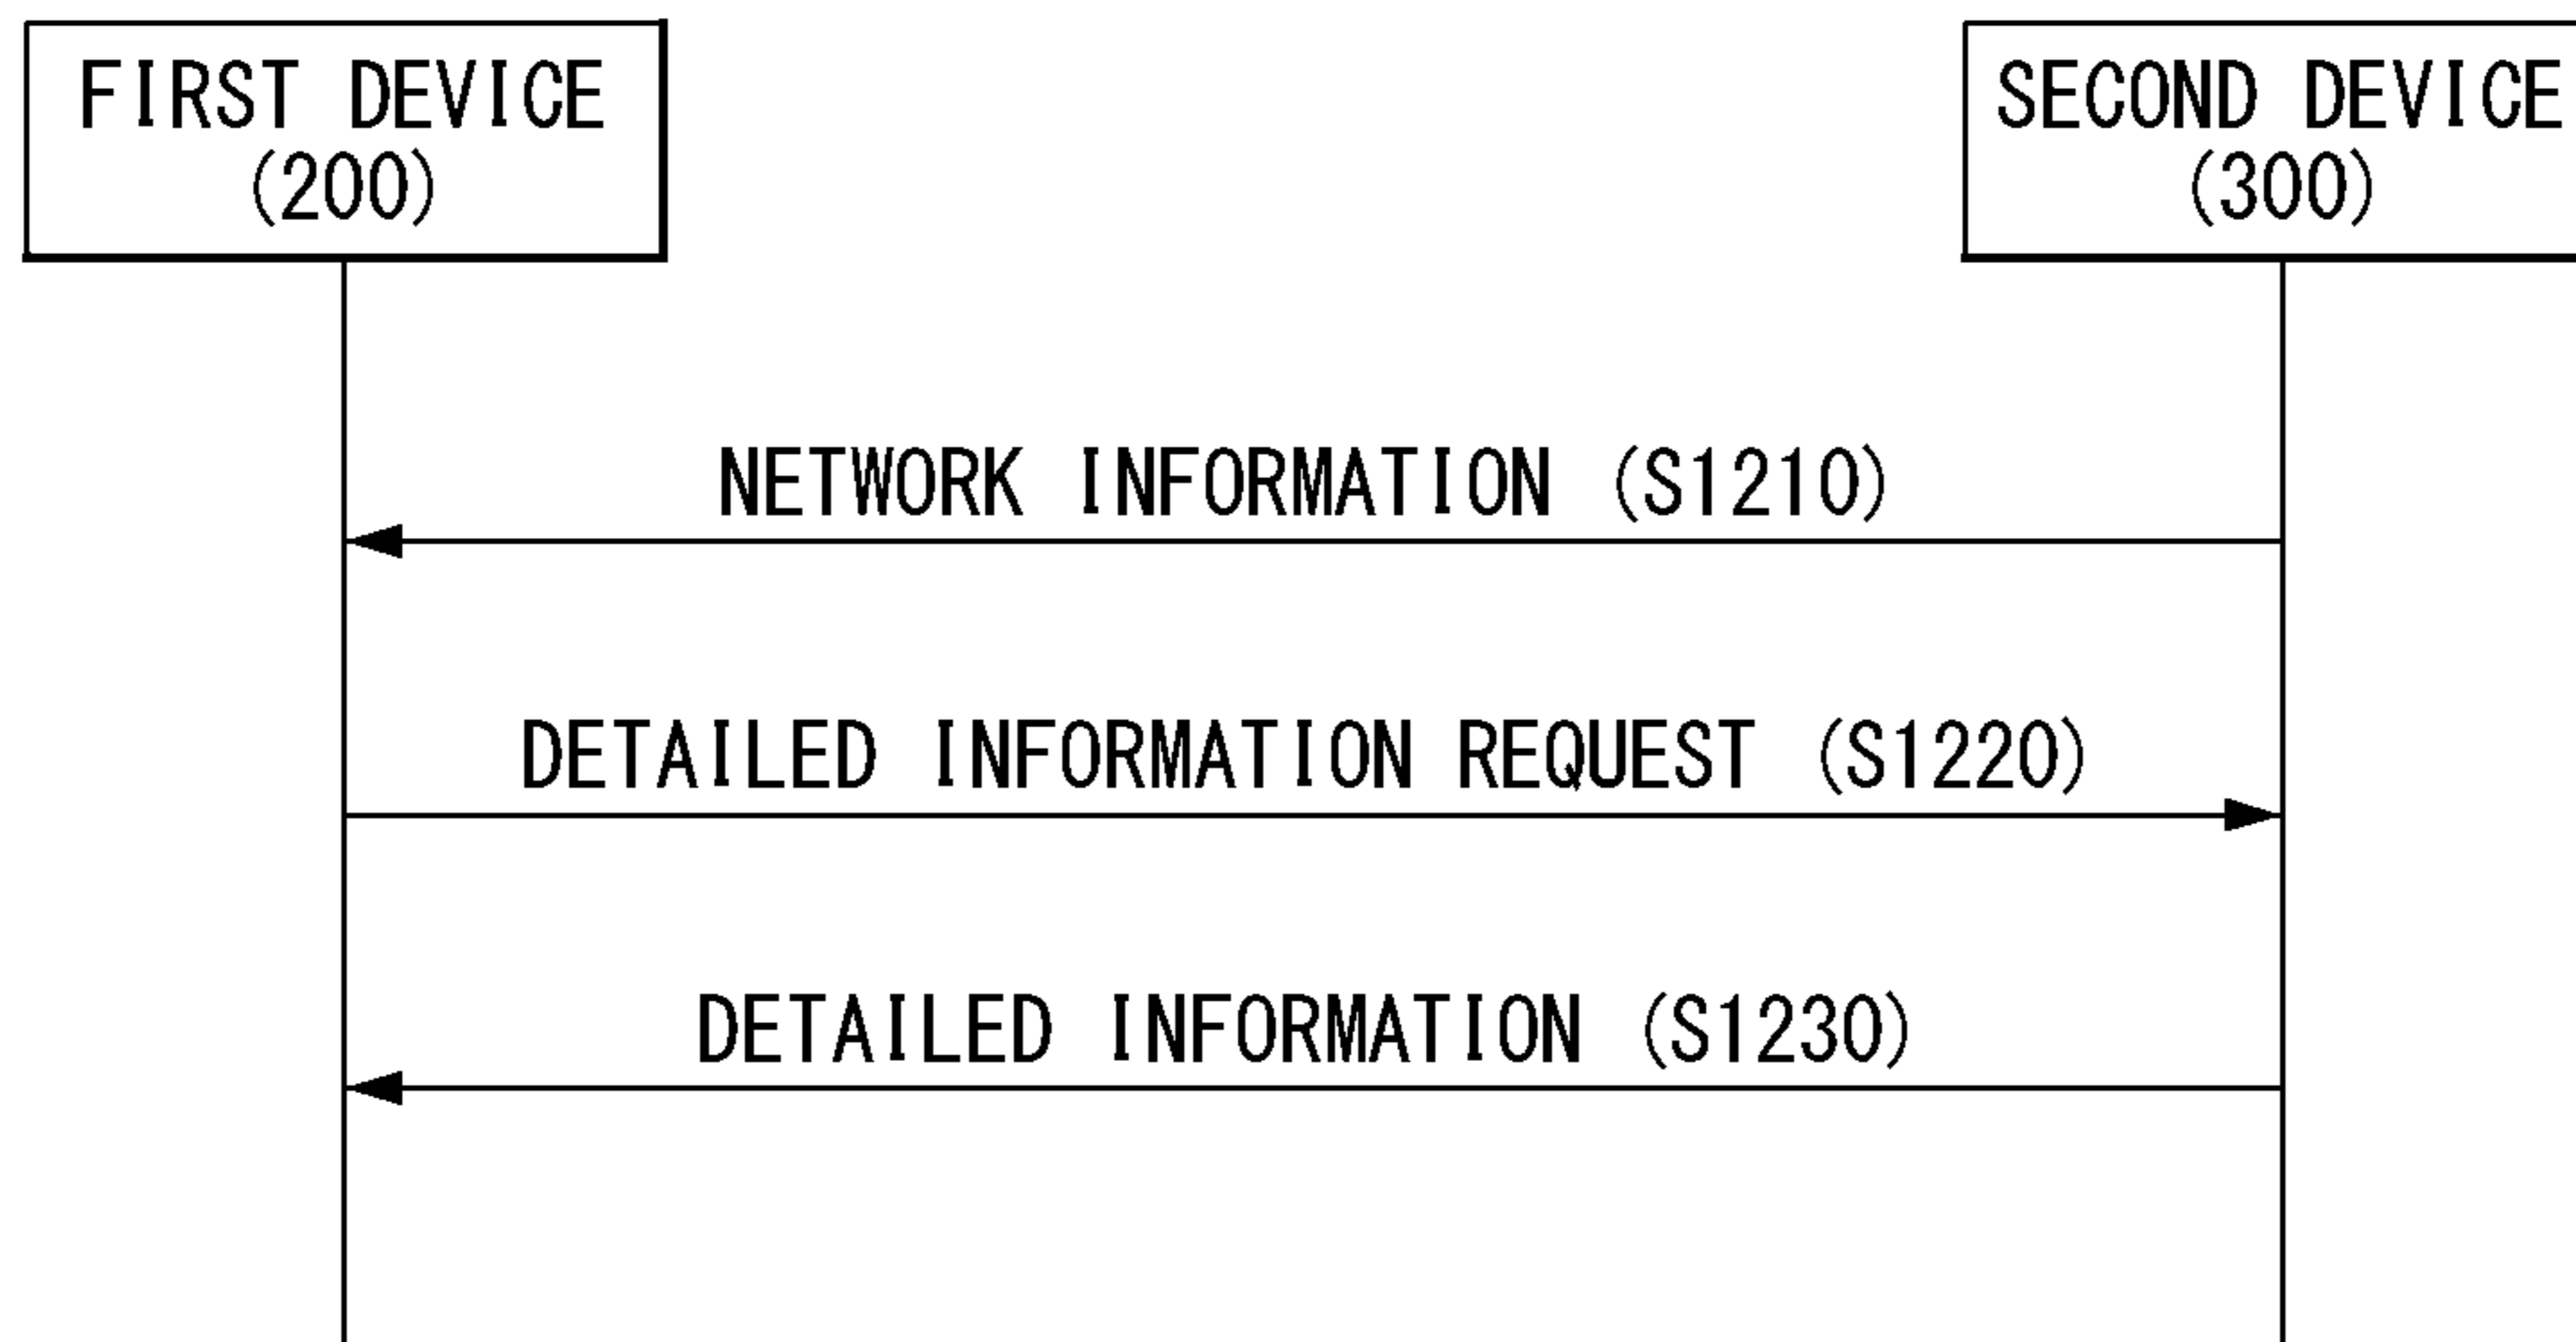 FIRST DEVICE
(200)
SECOND DEVICE
(300)
NETWORK INFORMATION (S1210)
DETAILED INFORMATION REQUEST (S1220)
DETAILED INFORMATION (S1230)